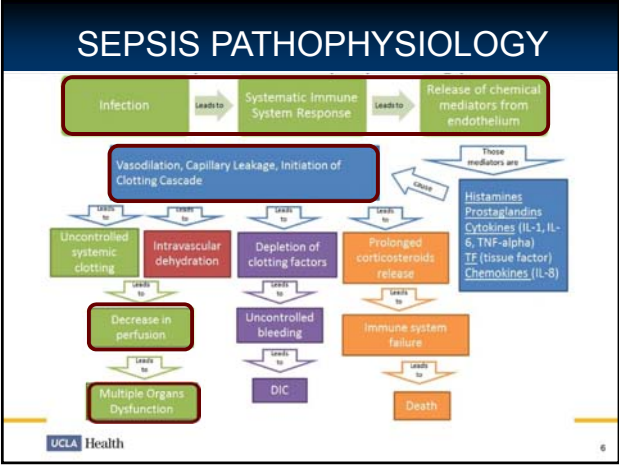 SEPSIS PATHOPHYSIOLOGY
Infection
Leads to
Systematic Immune
System Response
Leads to
Release of chemical
mediators from
endothelium
Those
mediators are
Vasodilation, Capillary Leakage, Initiation of
Clotting Cascade
cause
Histamines
Prostaglandins
Cytokines (IL-1, IL-
6, TNF-alpha)
TF (tissue factor)
Chemokines (IL-8)
Leads
to
Leads
to
Leads
to
Leads
to
Uncontrolled
systemic
clotting
Intravascular
dehydration
Depletion of
clotting factors
Prolonged
corticosteroids
release
Leads
to
Leads
to
Leads
to
Decrease in
perfusion
Uncontrolled
bleeding
Immune system
failure
Leads
to
Leads
to
Leads
to
Multiple Organs
Dysfunction
DIC
Death
UCLA Health
6